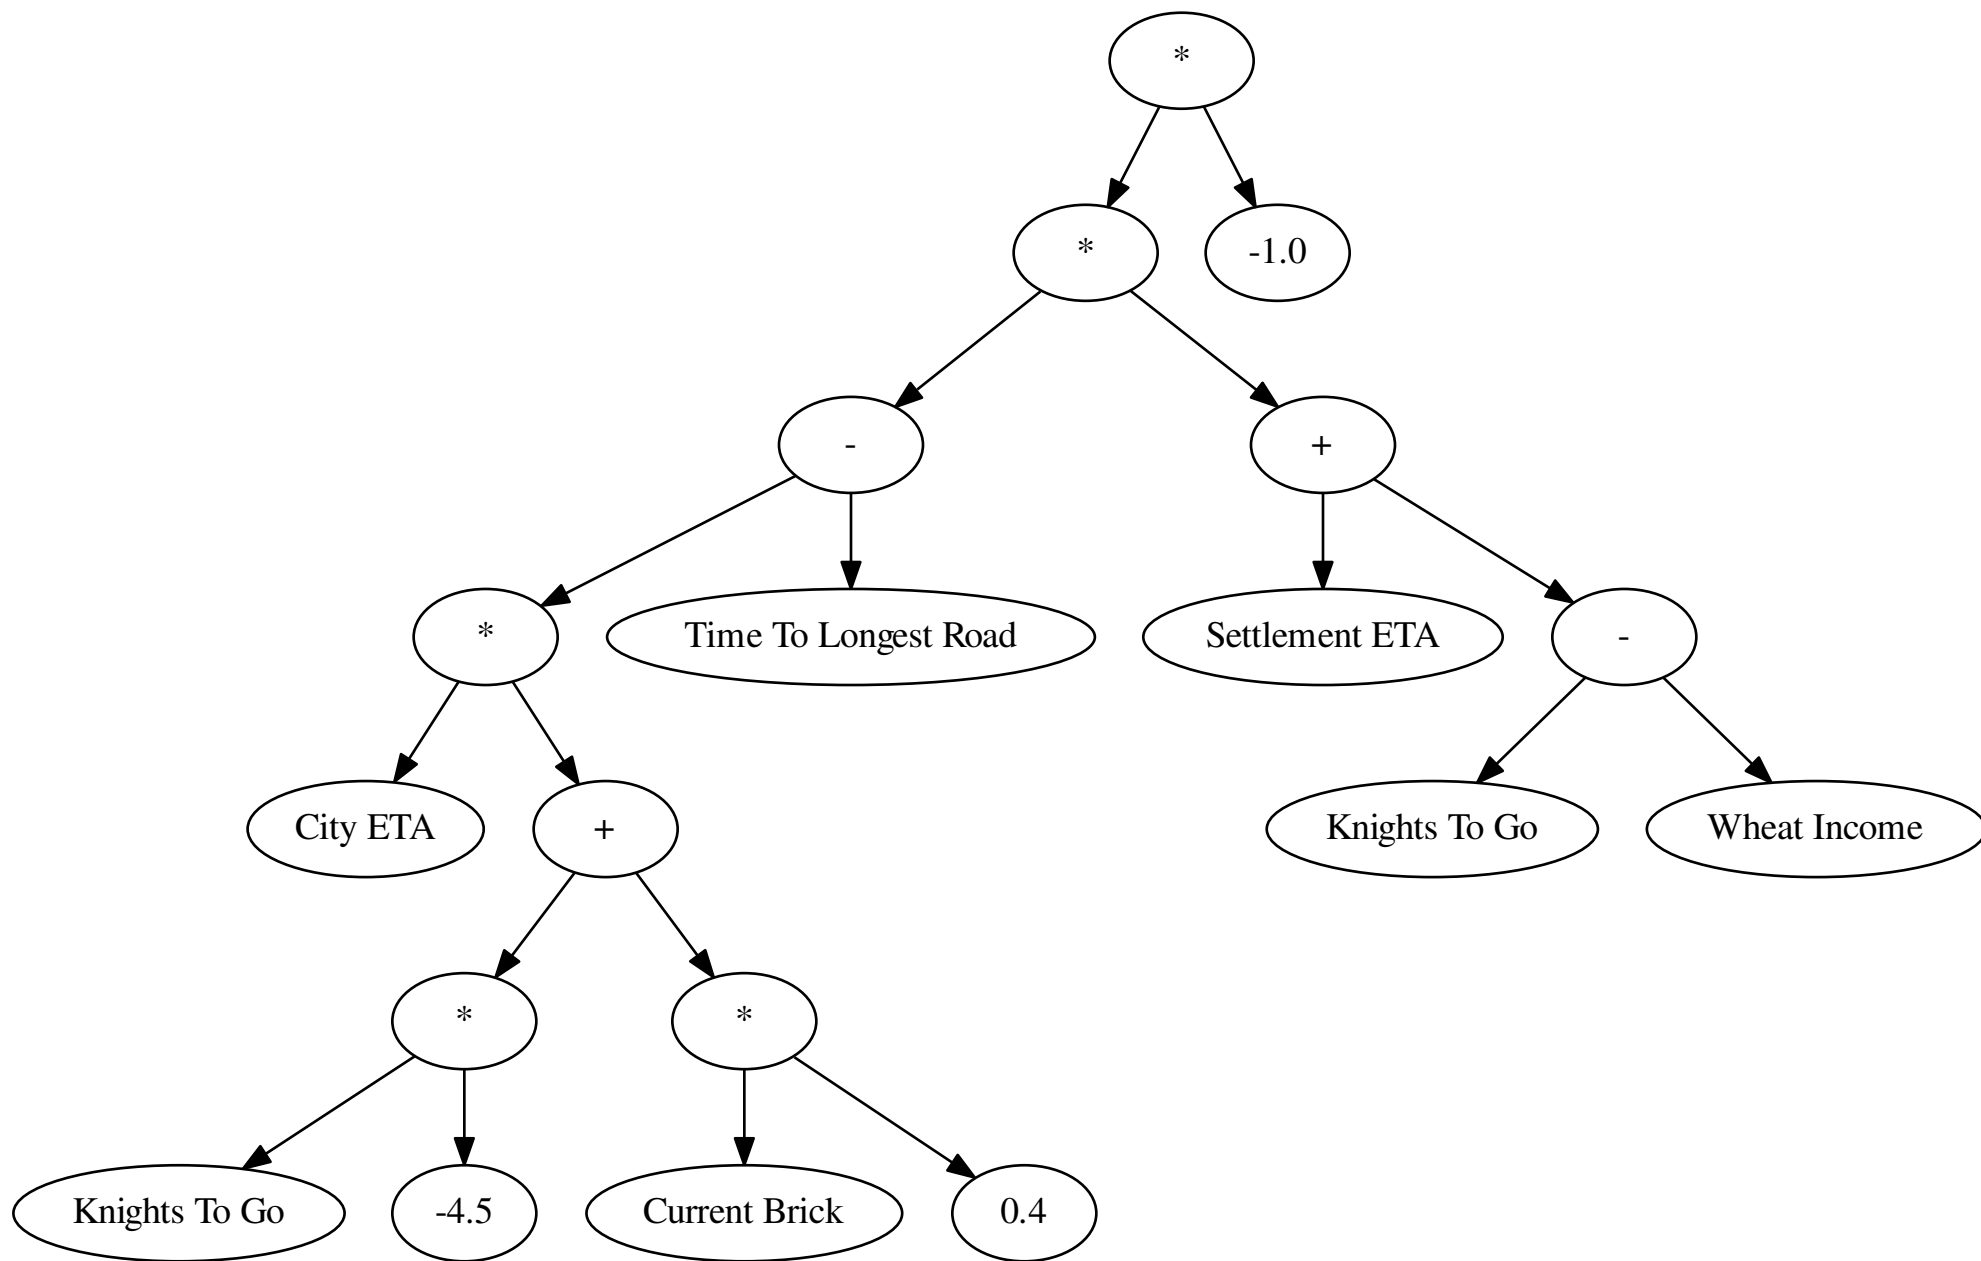 *
*
-1.0
-
+
*
Time To Longest Road
Settlement ETA
-
City ETA
+
Knights To Go
Wheat Income
*
*
Knights To Go
-4.5
Current Brick
0.4